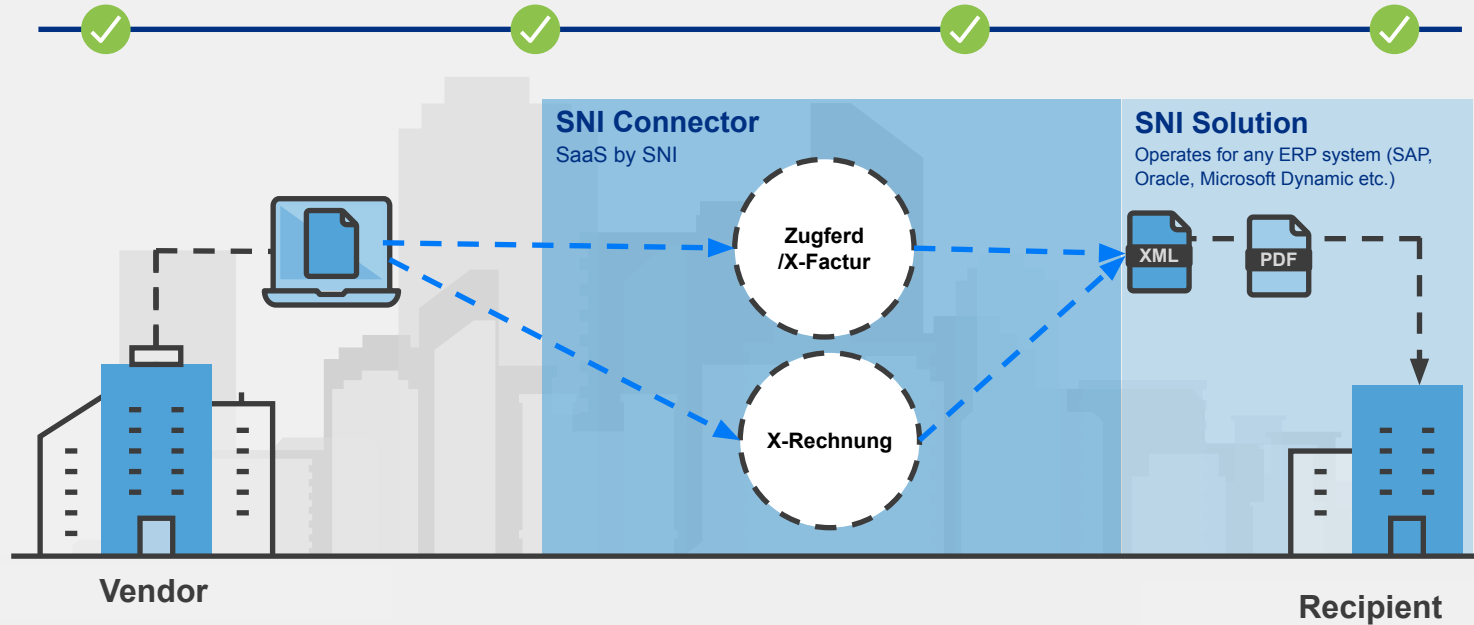 SNI Connector
SaaS by SNI
SNI Solution
Operates for any ERP system (SAP,
Oracle, Microsoft Dynamic etc.)
Zugferd
/X-Factur
XML
PDF
X-Rechnung
Vendor
Recipient